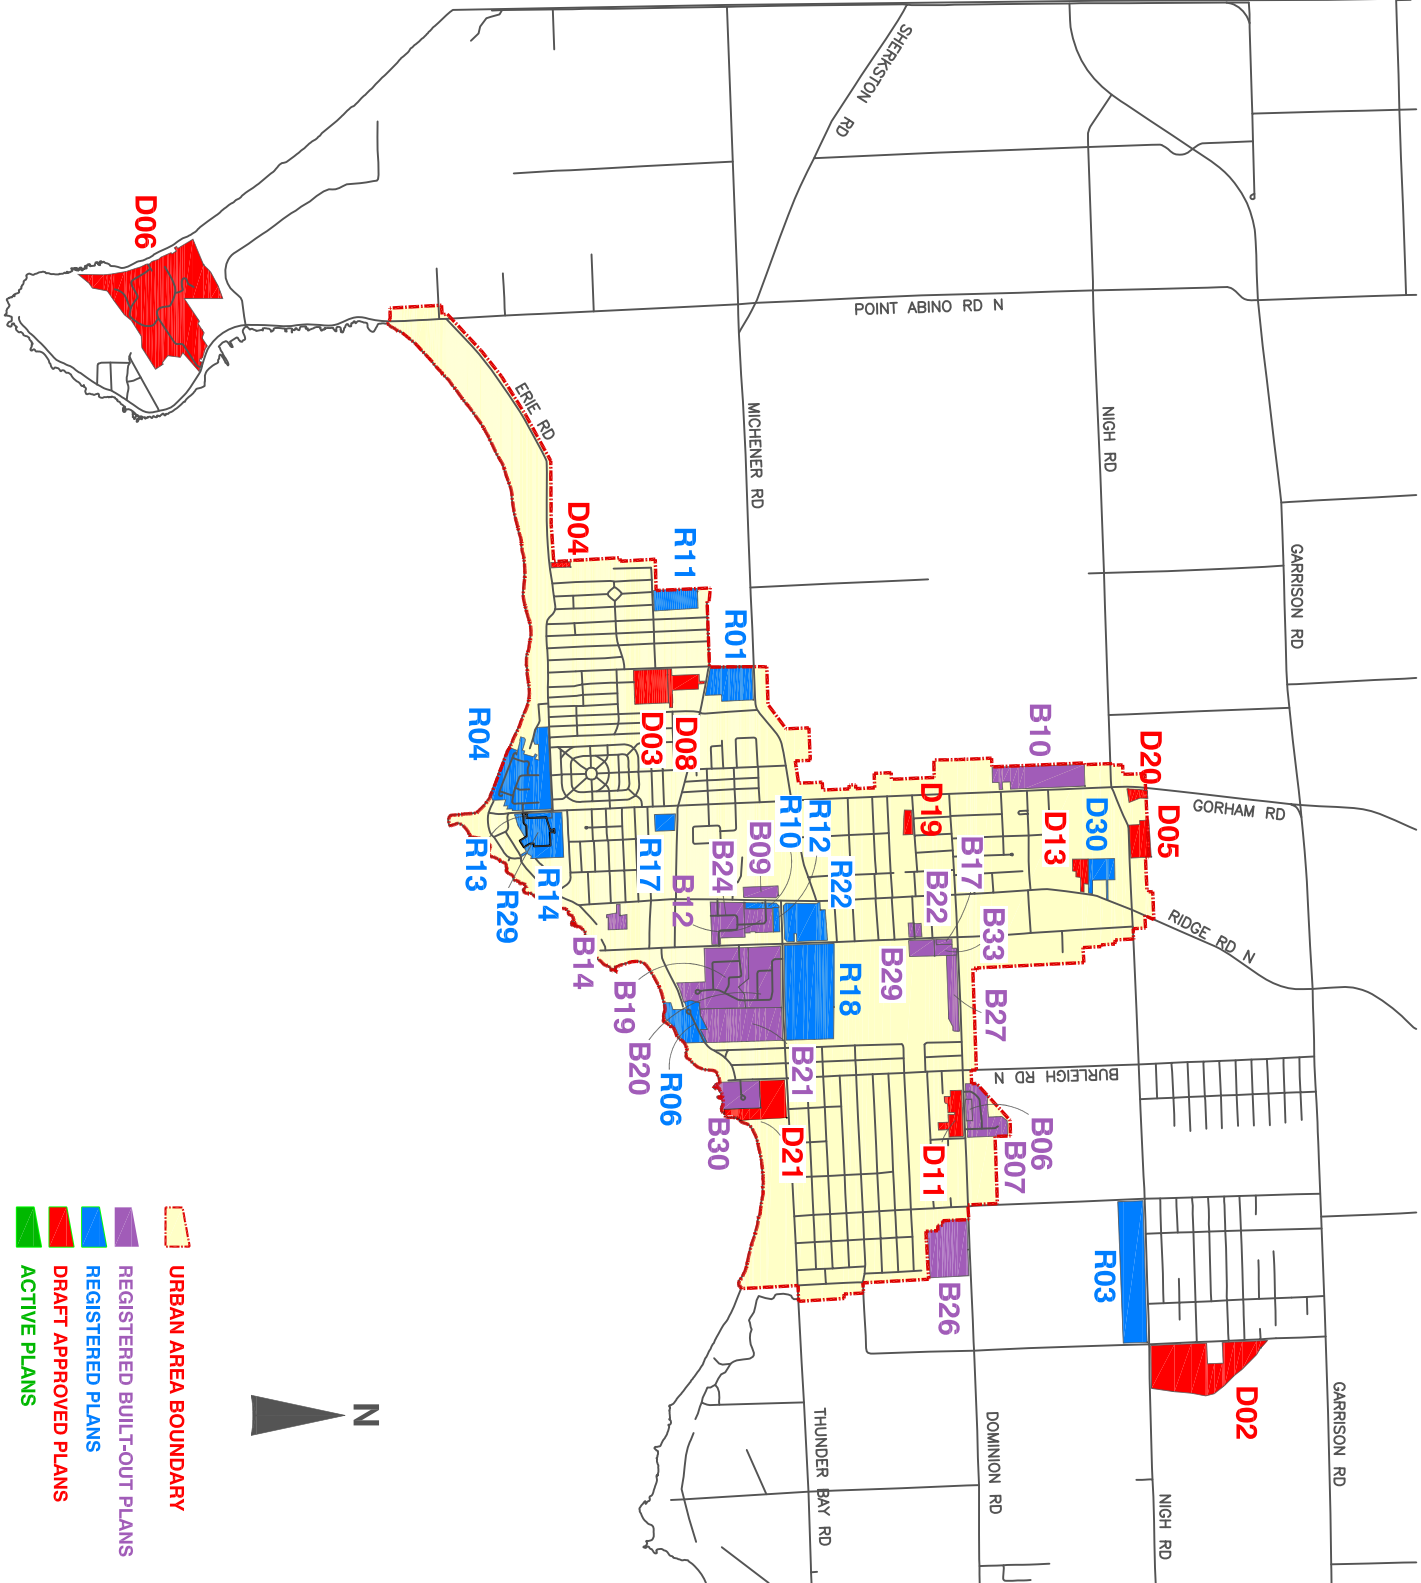 SHERKSTON RD
D06
POINT ABINO RD N
ERIE RD
MICHENER RD
NIGH RD
GARRISON RD
D04
R11
R01
R04
D03
D08
B10
D20
D05
GORHAM RD
D30
D13
D19
R10
R12
R22
B09
B24
B12
R17
R13
R29
R14
B17
B22
B33
B29
B27
RIDGE RD N
B14
B19
B20
R06
R18
B21
B30
D21
BURLEIGH RD N
B06
B07
D11
B26
R03
D02
GARRISON RD
NIGH RD
DOMINION RD
THUNDER BAY RD
N
URBAN AREA BOUNDARY
REGISTERED BUILT-OUT PLANS
REGISTERED PLANS
DRAFT APPROVED PLANS
ACTIVE PLANS